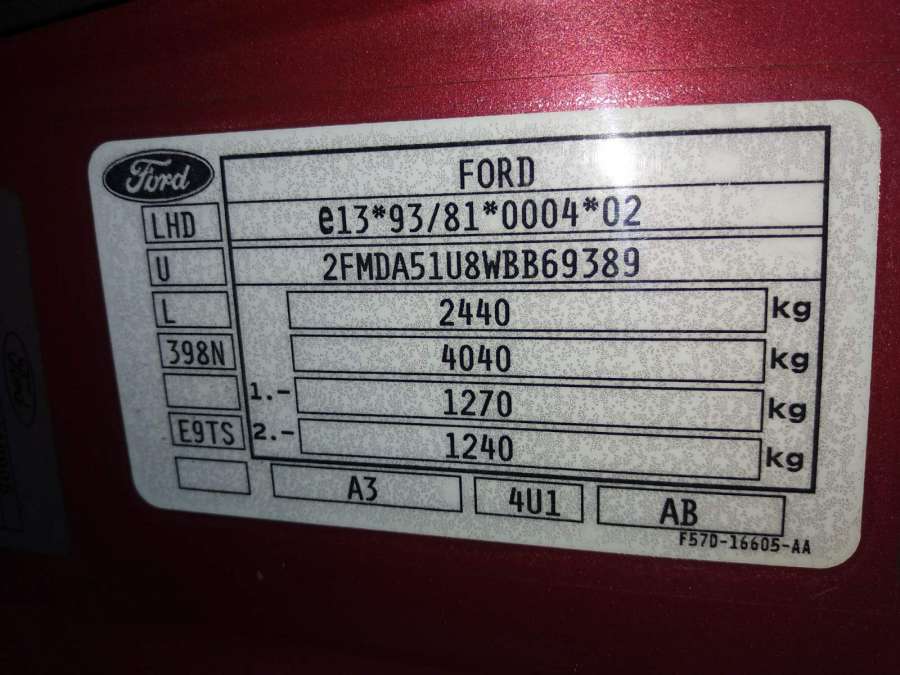 Ford
FORD
LHD
e13*93/81*0004*02
U
2FMDA51U8WBB69389
L
2440 kg
398N
4040 kg
1.- 1270 kg
E9TS
2.- 1240 kg
A3 4U1 AB
F57D-16605-AA